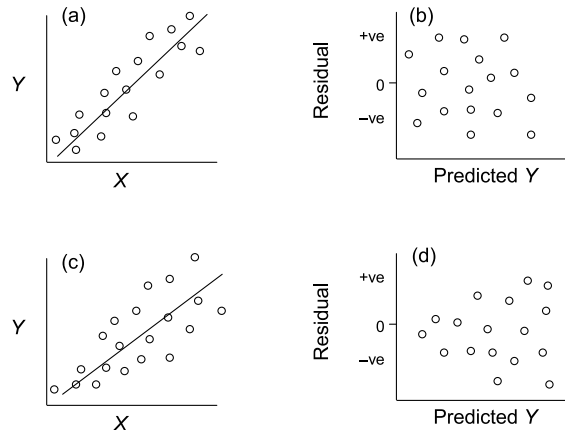 (a)
Y
X
(b)
+ve
0
–ve
Residual
Predicted Y
(c)
Y
X
(d)
+ve
0
–ve
Residual
Predicted Y